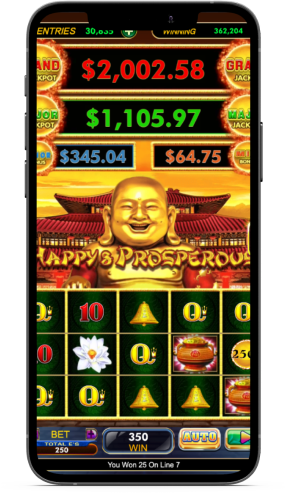 ENTRIES 30,835 WINNING 362,204
GRAND JACKPOT $2,002.58 GRAND JACKPOT
MAJOR JACKPOT $1,105.97 MAJOR JACKPOT
BONUS $345.04 $64.75
HAPPY & PROSPEROUS
Q Q
10 Q
Q 250
Q Q Q
BET
TOTAL E'S
250
350
WIN
AUTO
You Won 25 On Line 7